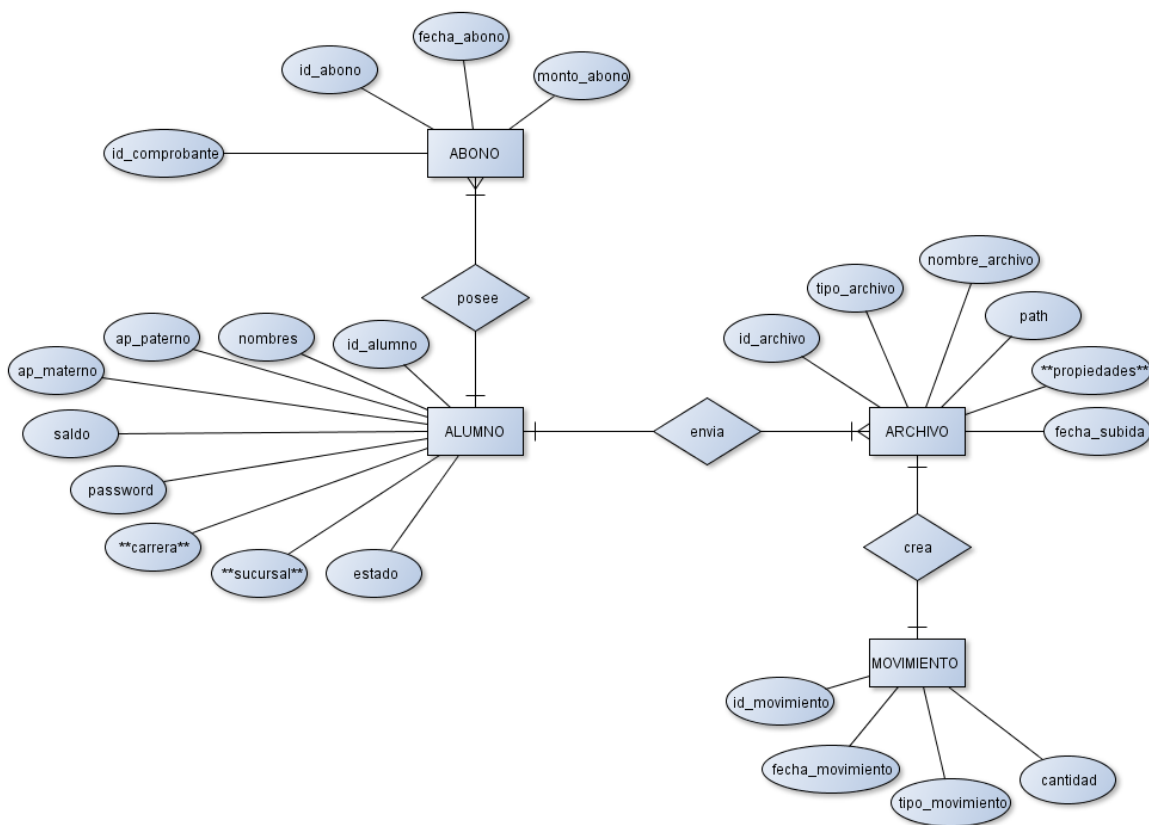 fecha_abono
id_abono
monto_abono
id_comprobante
ABONO
posee
nombre_archivo
tipo_archivo
path
id_archivo
**propiedades**
fecha_subida
ap_paterno
nombres
id_alumno
ap_materno
saldo
ALUMNO
envia
ARCHIVO
password
**carrera**
**sucursal**
estado
crea
MOVIMIENTO
id_movimiento
fecha_movimiento
tipo_movimiento
cantidad